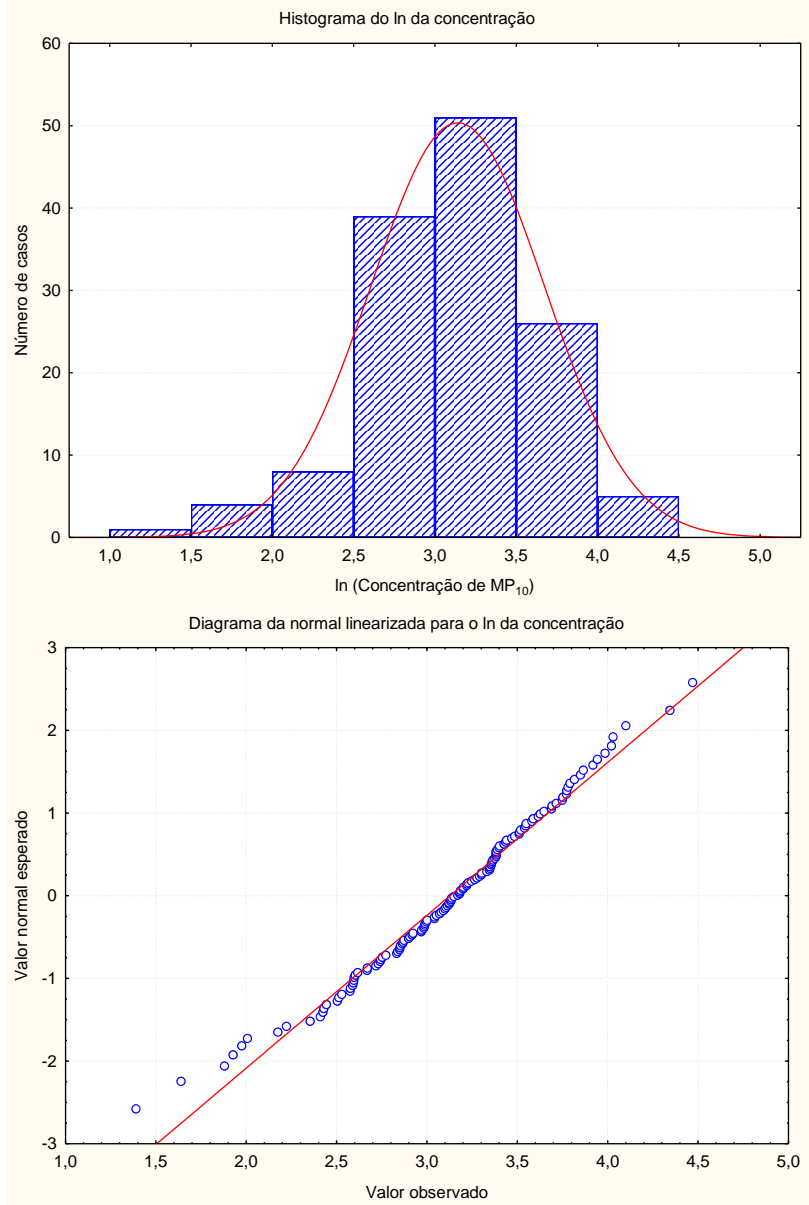 Histograma do ln da concentração
60
50
40
30
20
10
0
Número de casos
1,0 1,5 2,0 2,5 3,0 3,5 4,0 4,5 5,0
ln (Concentração de MP10)
Diagrama da normal linearizada para o ln da concentração
3
2
1
0
-1
-2
-3
Valor normal esperado
1,0 1,5 2,0 2,5 3,0 3,5 4,0 4,5 5,0
Valor observado